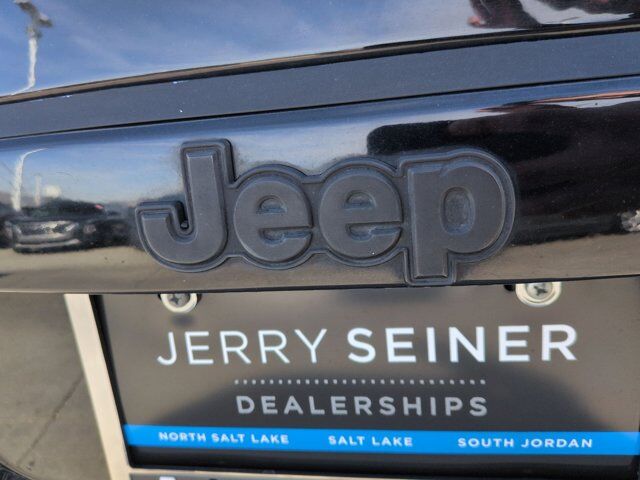 Jeep
JERRY SEINER
DEALERSHIPS
NORTH SALT LAKE SALT LAKE SOUTH JORDAN